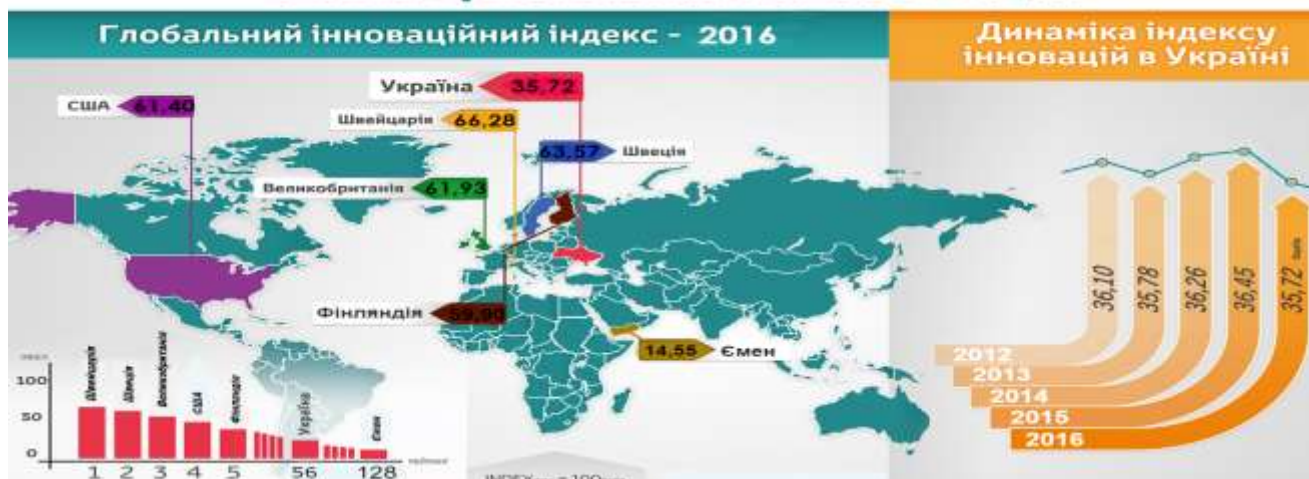 Глобальний інноваційний індекс - 2016
Динаміка індексу
інновацій в Україні
Україна 35,72
США 61,40
Швейцарія 66,28
63,57 Швеція
Великобританія 61,93
Фінляндія 59,90
14,55 Ємен
100
50
0
Швейцарія
Швеція
Великобританія
США
Фінляндія
Україна
Ємен
1 2 3 4 5 56 128
36,10
35,78
36,26
36,45
35,72
2012
2013
2014
2015
2016